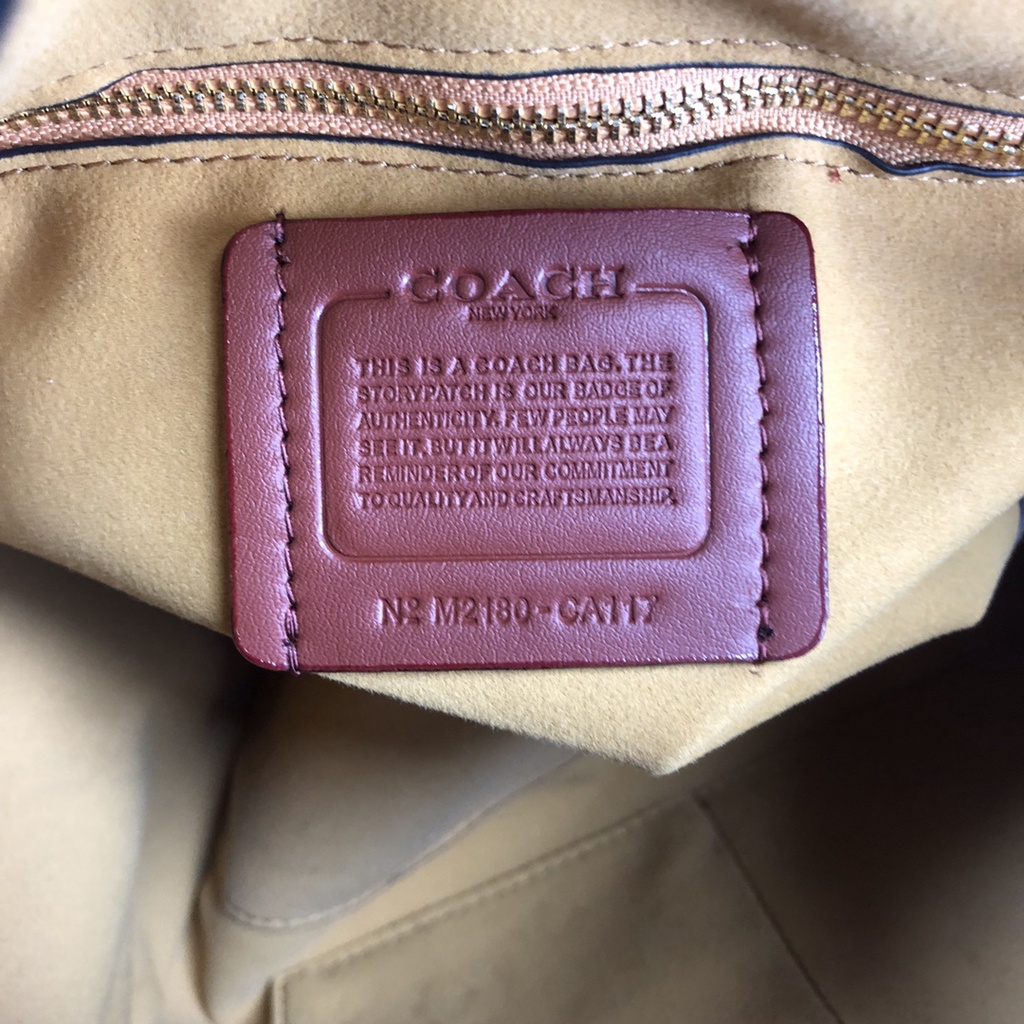 COACH
NEW YORK
THIS IS A COACH BAG. THE
STORYPATCH IS OUR BADGE OF
AUTHENTICITY. FEW PEOPLE MAY
SEE IT. BUT IT WILL ALWAYS BE A
REMINDER OF OUR COMMITMENT
TO QUALITY AND CRAFTSMANSHIP.
Nº M2180-CA117